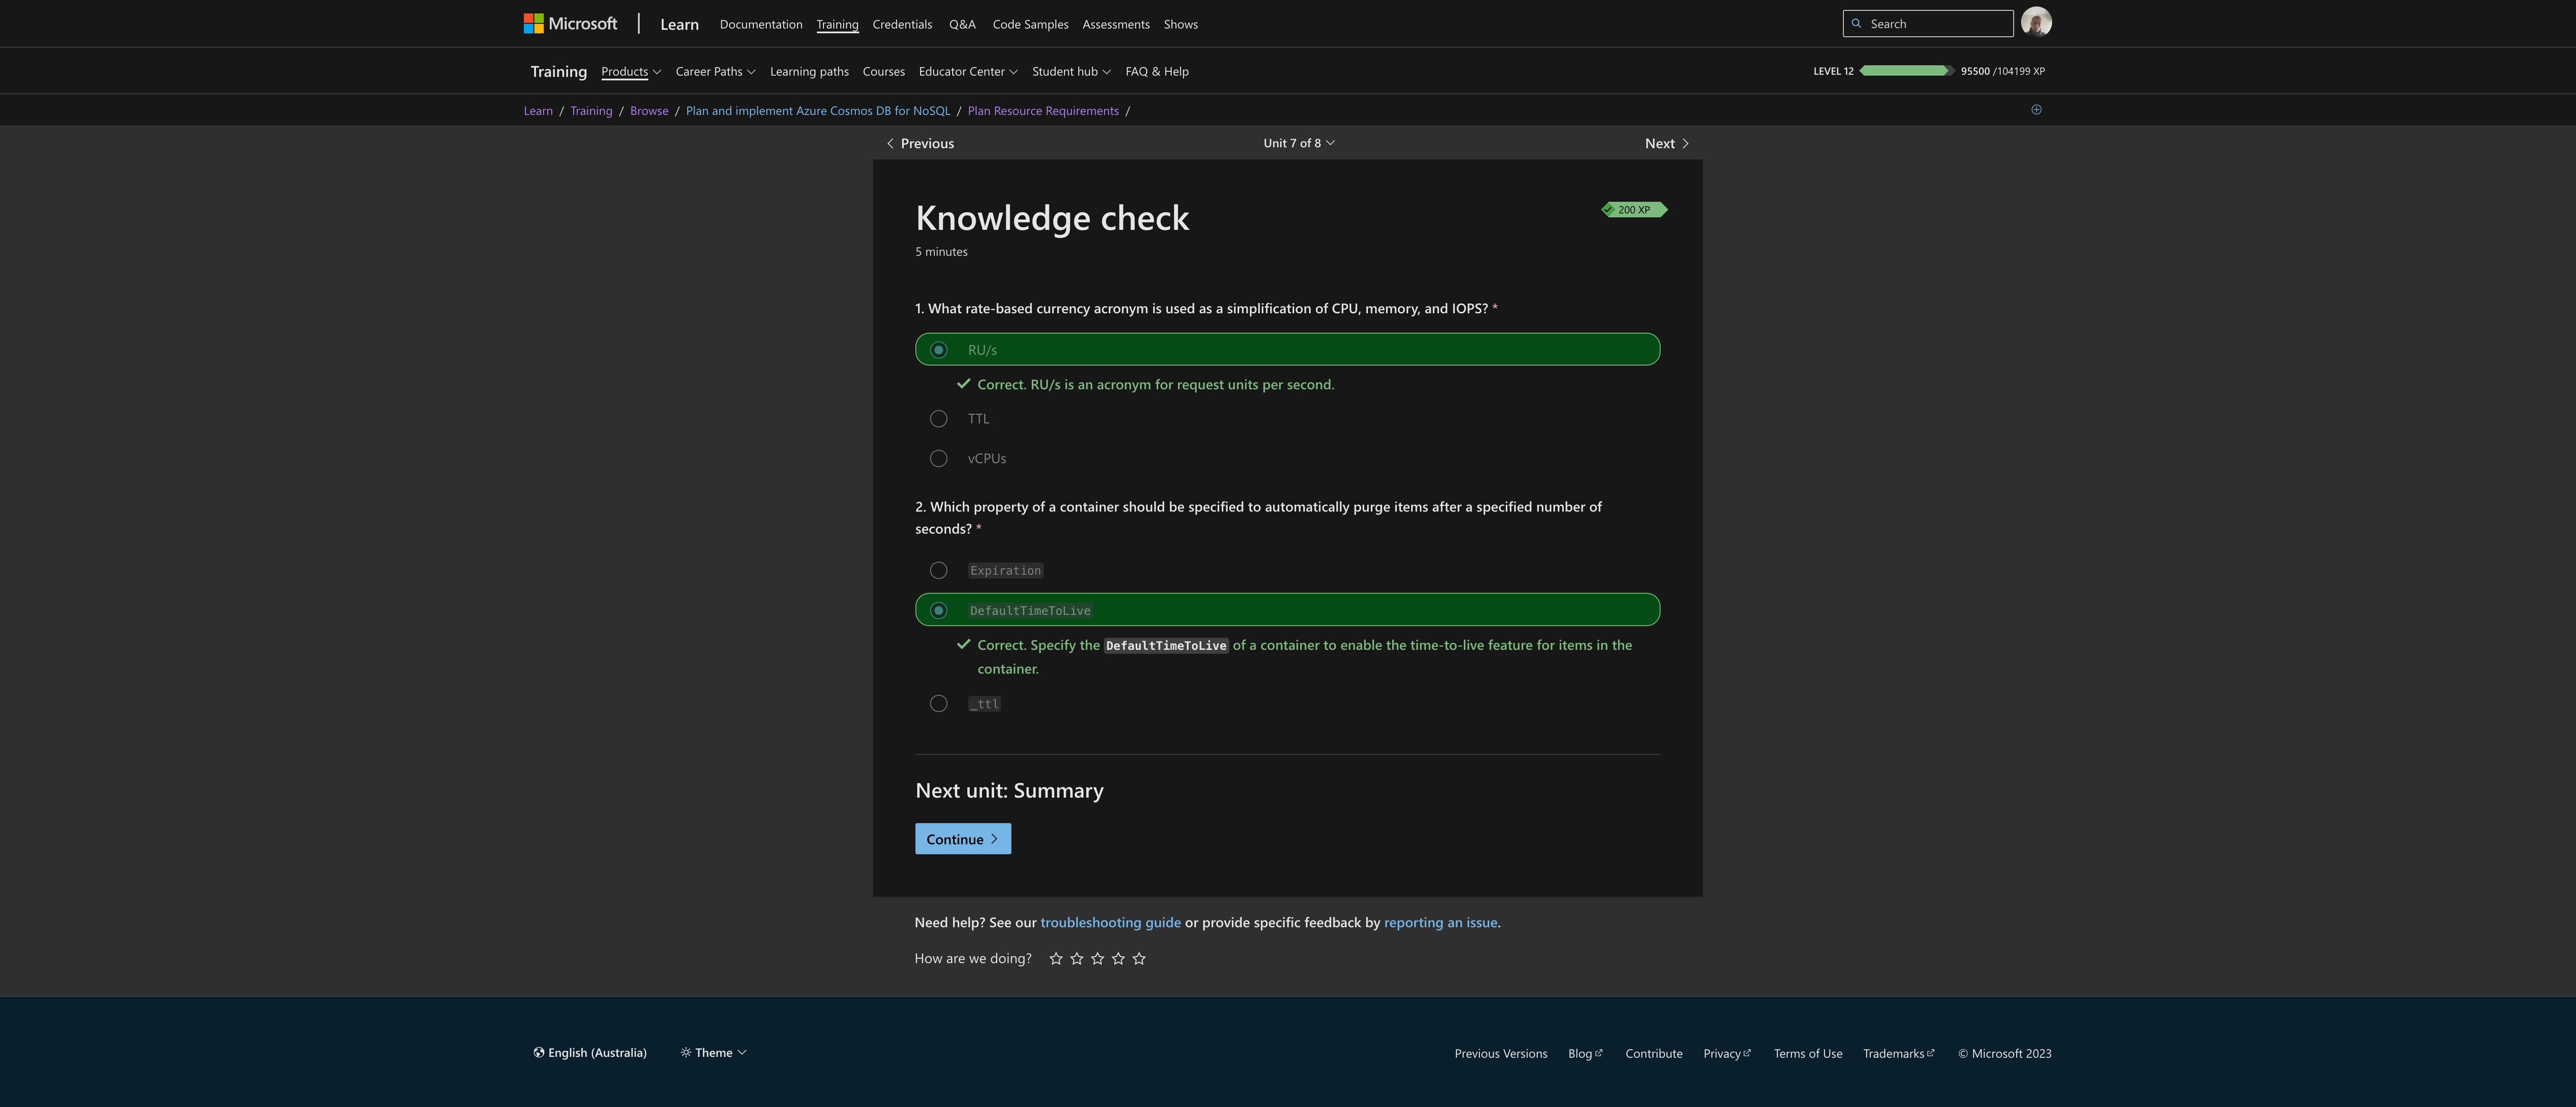 Microsoft
Learn
Documentation
Training
Credentials
Q&A
Code Samples
Assessments
Shows
Search
Training
Products
Career Paths
Learning paths
Courses
Educator Center
Student hub
FAQ & Help
LEVEL 12
95500 /104199 XP
Learn / Training / Browse / Plan and implement Azure Cosmos DB for NoSQL / Plan Resource Requirements /
Previous
Unit 7 of 8
Next
Knowledge check
200 XP
5 minutes
1. What rate-based currency acronym is used as a simplification of CPU, memory, and IOPS? *
RU/s
Correct. RU/s is an acronym for request units per second.
TTL
vCPUs
2. Which property of a container should be specified to automatically purge items after a specified number of
seconds? *
Expiration
DefaultTimeToLive
Correct. Specify the DefaultTimeToLive of a container to enable the time-to-live feature for items in the
container.
_ttl
Next unit: Summary
Continue
Need help? See our troubleshooting guide or provide specific feedback by reporting an issue.
How are we doing?
English (Australia)
Theme
Previous Versions
Blog
Contribute
Privacy
Terms of Use
Trademarks
© Microsoft 2023